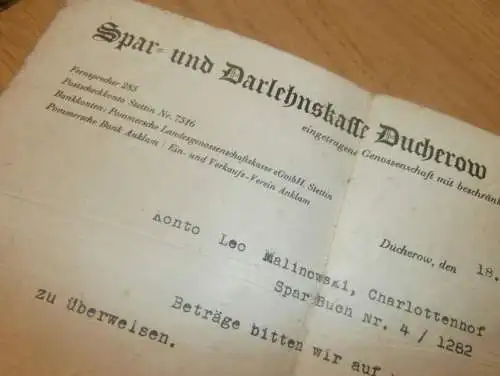 Spar- und Darlehnskasse Ducherow
eingetragene Genossenschaft mit beschränk
Fernsprecher 285
Postscheckkonto Stettin Nr. 7516
Bankkonten: Pommersche Landesgenossenschaftskasse eGmbH. Stettin
Pommersche Bank Anklam / Ein- und Verkaufs-Verein Anklam
Ducherow, den 18.
Konto Leo Malinowski, Charlottenhof
Spar Buch Nr. 4 / 1282
Beträge bitten wir auf
zu überweisen.